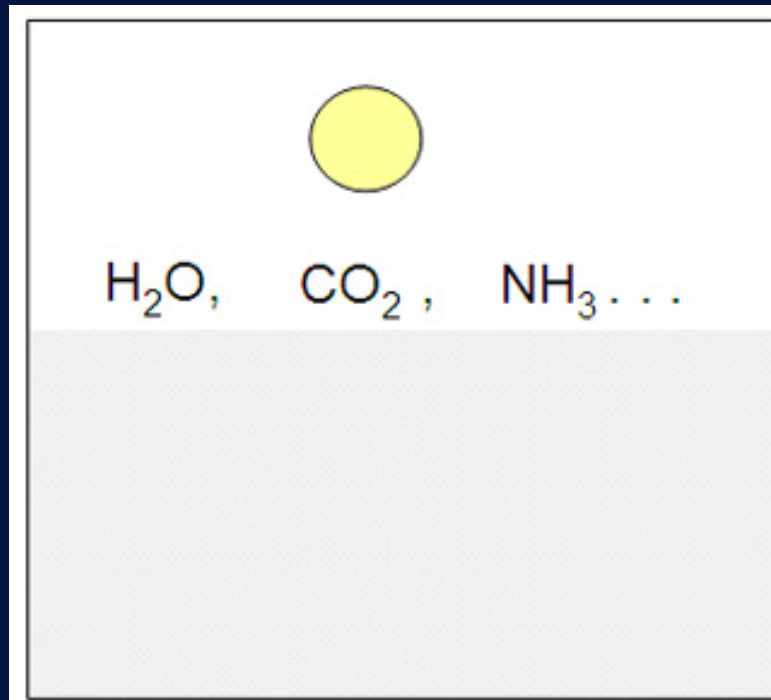 H₂O, CO₂ , NH₃ . . .